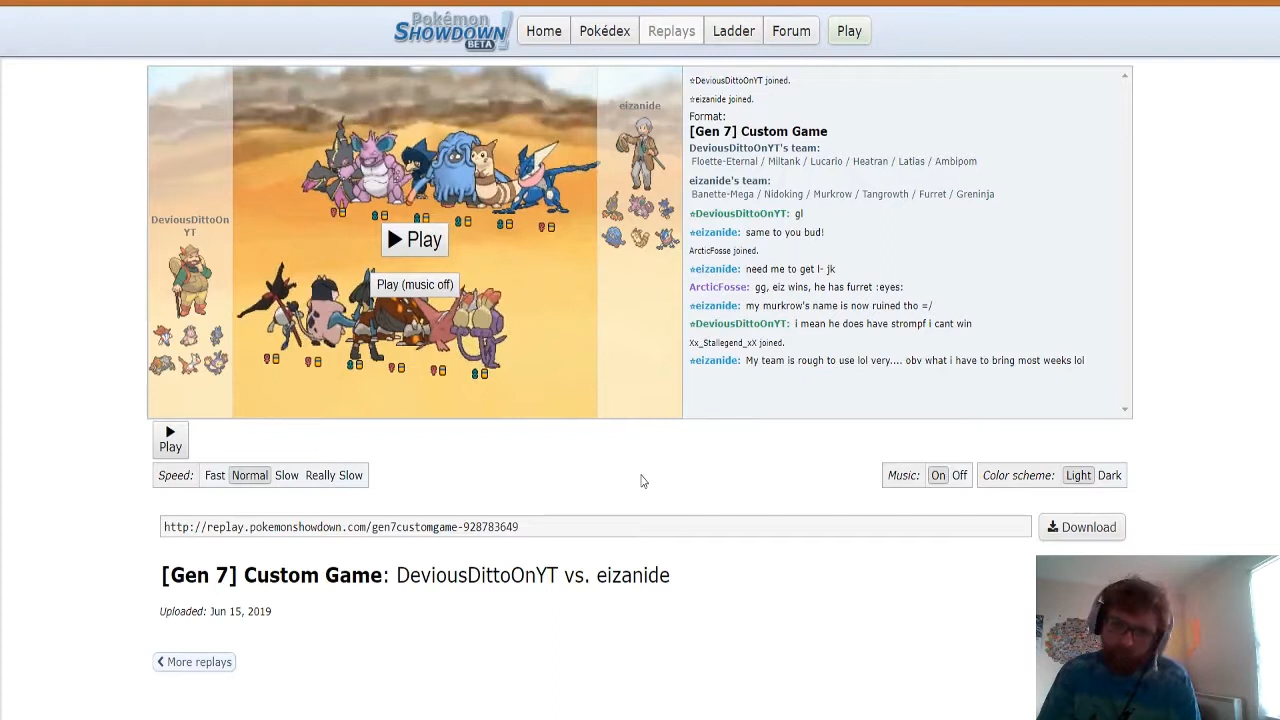 Pokémon
SHOWDOWN!
BETA
Home
Pokédex
Replays
Ladder
Forum
Play
DeviousDittoOn
YT
eizanide
Play
Play (music off)
☆DeviousDittoOnYT joined.
☆eizanide joined.
Format:
[Gen 7] Custom Game
DeviousDittoOnYT's team:
Floette-Eternal / Miltank / Lucario / Heatran / Latias / Ambipom
eizanide's team:
Banette-Mega / Nidoking / Murkrow / Tangrowth / Furret / Greninja
☆DeviousDittoOnYT: gl
☆eizanide: same to you bud!
ArcticFosse joined.
☆eizanide: need me to get l- jk
ArcticFosse: gg, eiz wins, he has furret :eyes:
☆eizanide: my murkrow's name is now ruined tho =/
☆DeviousDittoOnYT: i mean he does have strompf i cant win
Xx_Stallegend_xX joined.
☆eizanide: My team is rough to use lol very.... obv what i have to bring most weeks lol
Play
Speed: Fast Normal Slow Really Slow
Music: On Off
Color scheme: Light Dark
http://replay.pokemonshowdown.com/gen7customgame-928783649
Download
[Gen 7] Custom Game: DeviousDittoOnYT vs. eizanide
Uploaded: Jun 15, 2019
More replays